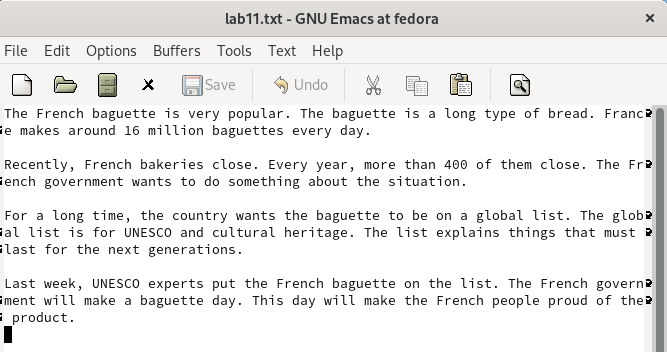 lab11.txt - GNU Emacs at fedora
File Edit Options Buffers Tools Text Help
Save Undo
The French baguette is very popular. The baguette is a long type of bread. Franc
e makes around 16 million baguettes every day.
Recently, French bakeries close. Every year, more than 400 of them close. The Fr
ench government wants to do something about the situation.
For a long time, the country wants the baguette to be on a global list. The glob
al list is for UNESCO and cultural heritage. The list explains things that must
last for the next generations.
Last week, UNESCO experts put the French baguette on the list. The French govern
ment will make a baguette day. This day will make the French people proud of the
product.